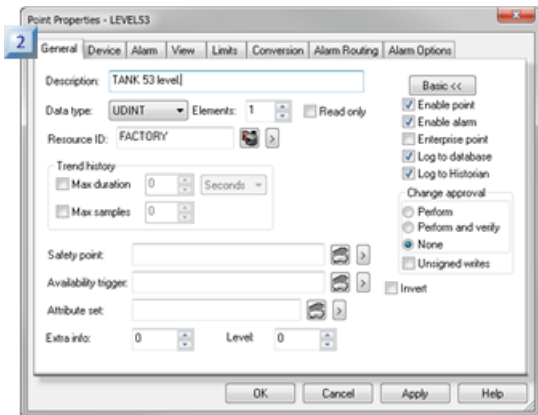 Point Properties - LEVEL53
2
General Device Alarm View Limits Conversion Alarm Routing Alarm Options
Description: TANK 53 level
Basic <<
Data type: UDINT Elements: 1 Read only
Enable point
Enable alarm
Resource ID: FACTORY >
Enterprise point
Log to database
Log to Historian
Trend history
Max duration 0 Seconds
Max samples 0
Change approval
Perform
Perform and verify
None
Unsigned writes
Safety point: >
Availability trigger: >
Invert
Attribute set: >
Extra info: 0 Level: 0
OK Cancel Apply Help